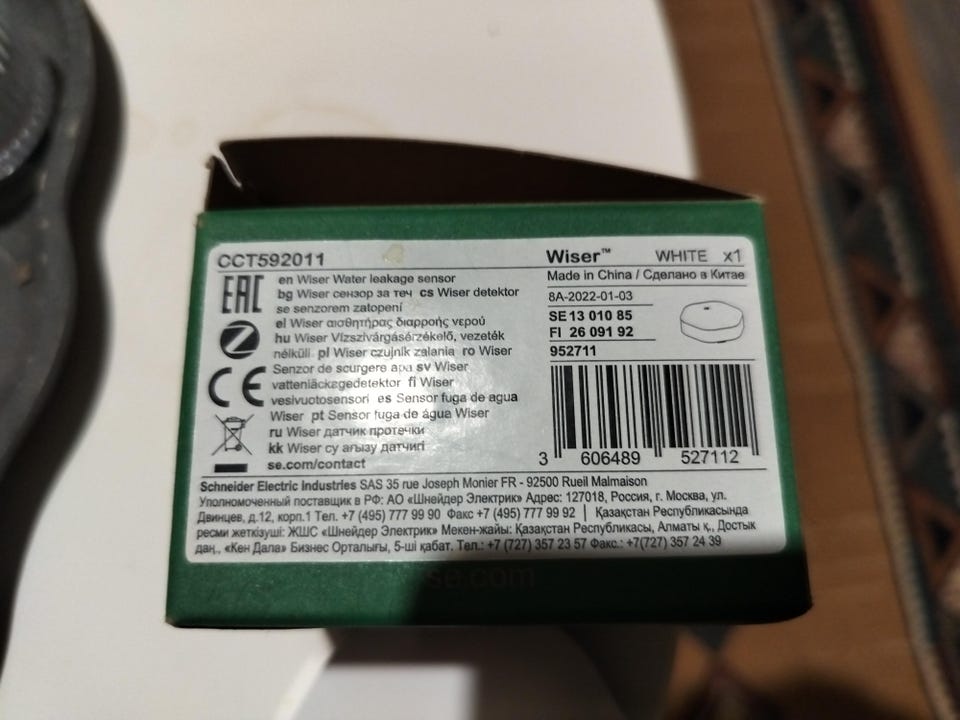 CCT592011
Wiser™ WHITE x1
EAC
en Wiser Water leakage sensor
bg Wiser сензор за теч cs Wiser detektor
se senzorem zatopení
el Wiser αισθητήρας διαρροής νερού
hu Wiser Vízszivárgásérzékelő, vezeték
nélküli pl Wiser czujnik zalania ro Wiser
Senzor de scurgere apa sv Wiser
vattenläckagedetektor fi Wiser
vesivuotosensori es Sensor fuga de agua
Wiser pt Sensor fuga de água Wiser
ru Wiser датчик протечки
kk Wiser су ағызу датчигі
se.com/contact
CE
Made in China / Сделано в Китае
8A-2022-01-03
SE 13 010 85
FI 26 091 92
952711
3 606489 527112
Schneider Electric Industries SAS 35 rue Joseph Monier FR - 92500 Rueil Malmaison
Уполномоченный поставщик в РФ: АО «Шнейдер Электрик» Адрес: 127018, Россия, г. Москва, ул.
Двинцев, д.12, корп.1 Тел. +7 (495) 777 99 90 Факс +7 (495) 777 99 92 | Қазақстан Республикасында
ресми жеткізуші: ЖШС «Шнейдер Электрик» Мекен-жайы: Қазақстан Республикасы, Алматы қ., Достык
даң., «Кен Дала» Бизнес Орталығы, 5-ші қабат. Тел.: +7 (727) 357 23 57 Факс.: +7(727) 357 24 39
se.com